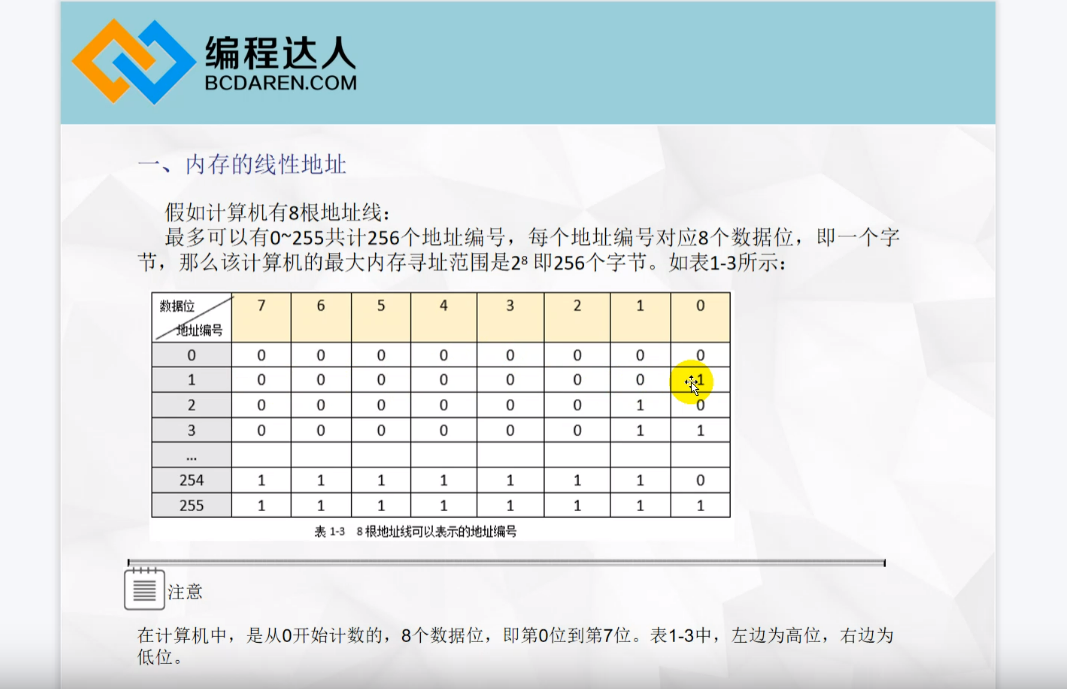 编程达人
BCDAREN.COM
一、内存的线性地址
假如计算机有8根地址线：
最多可以有0~255共计256个地址编号，每个地址编号对应8个数据位，即一个字
节，那么该计算机的最大内存寻址范围是2⁸ 即256个字节。如表1-3所示：
数据位 7 6 5 4 3 2 1 0
地址编号
0 0 0 0 0 0 0 0 0
1 0 0 0 0 0 0 0 1
2 0 0 0 0 0 0 1 0
3 0 0 0 0 0 0 1 1
...
254 1 1 1 1 1 1 1 0
255 1 1 1 1 1 1 1 1
表 1-3 8 根地址线可以表示的地址编号
注意
在计算机中，是从0开始计数的，8个数据位，即第0位到第7位。表1-3中，左边为高位，右边为
低位。